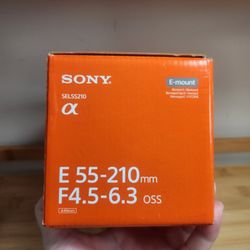 SONY
SEL55210
α
E-mount
E 55-210mm
F4.5-6.3 OSS